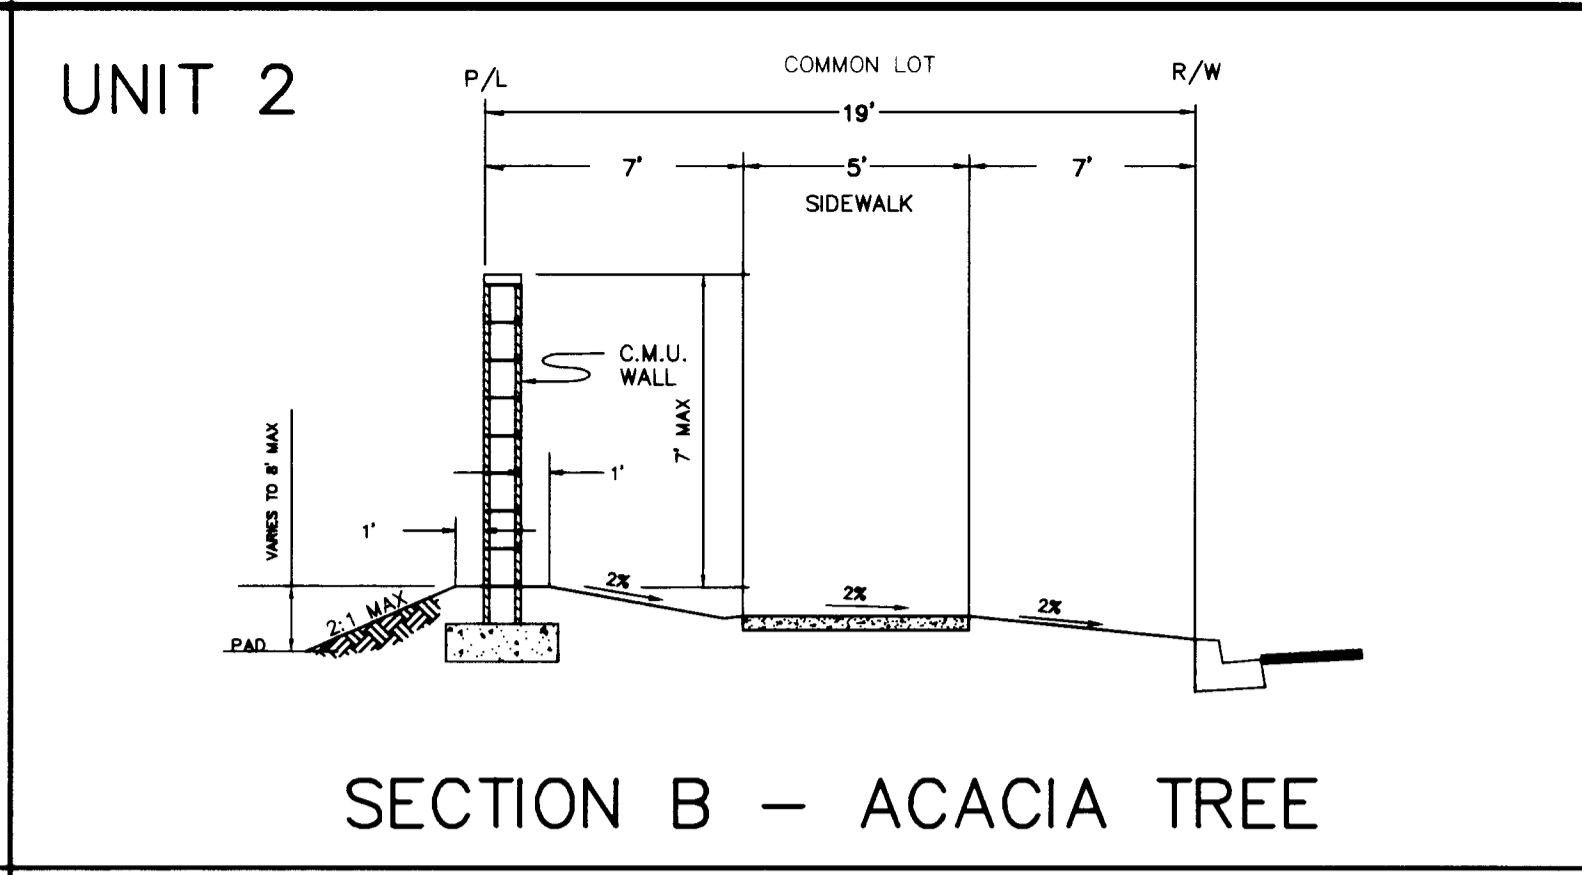 UNIT 2
P/L
COMMON LOT
R/W
19'
7'
5'
7'
SIDEWALK
C.M.U.
WALL
7' MAX
VARIES TO 8' MAX
1'
1'
2%
2%
2%
2:1 MAX
PAD
SECTION B – ACACIA TREE